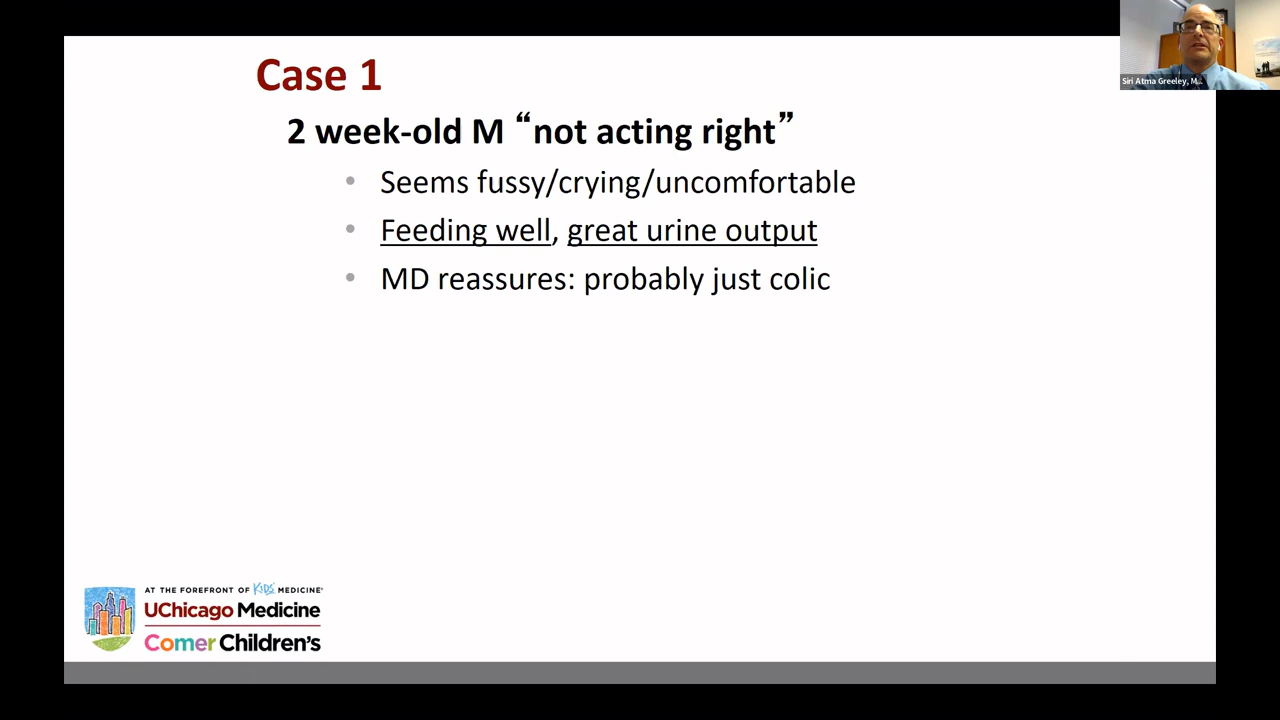 Case 1
2 week-old M “not acting right”
• Seems fussy/crying/uncomfortable
• Feeding well, great urine output
• MD reassures: probably just colic
Siri Atma Greeley, M...
AT THE FOREFRONT OF KIDS' MEDICINE®
UChicago Medicine
Comer Children's